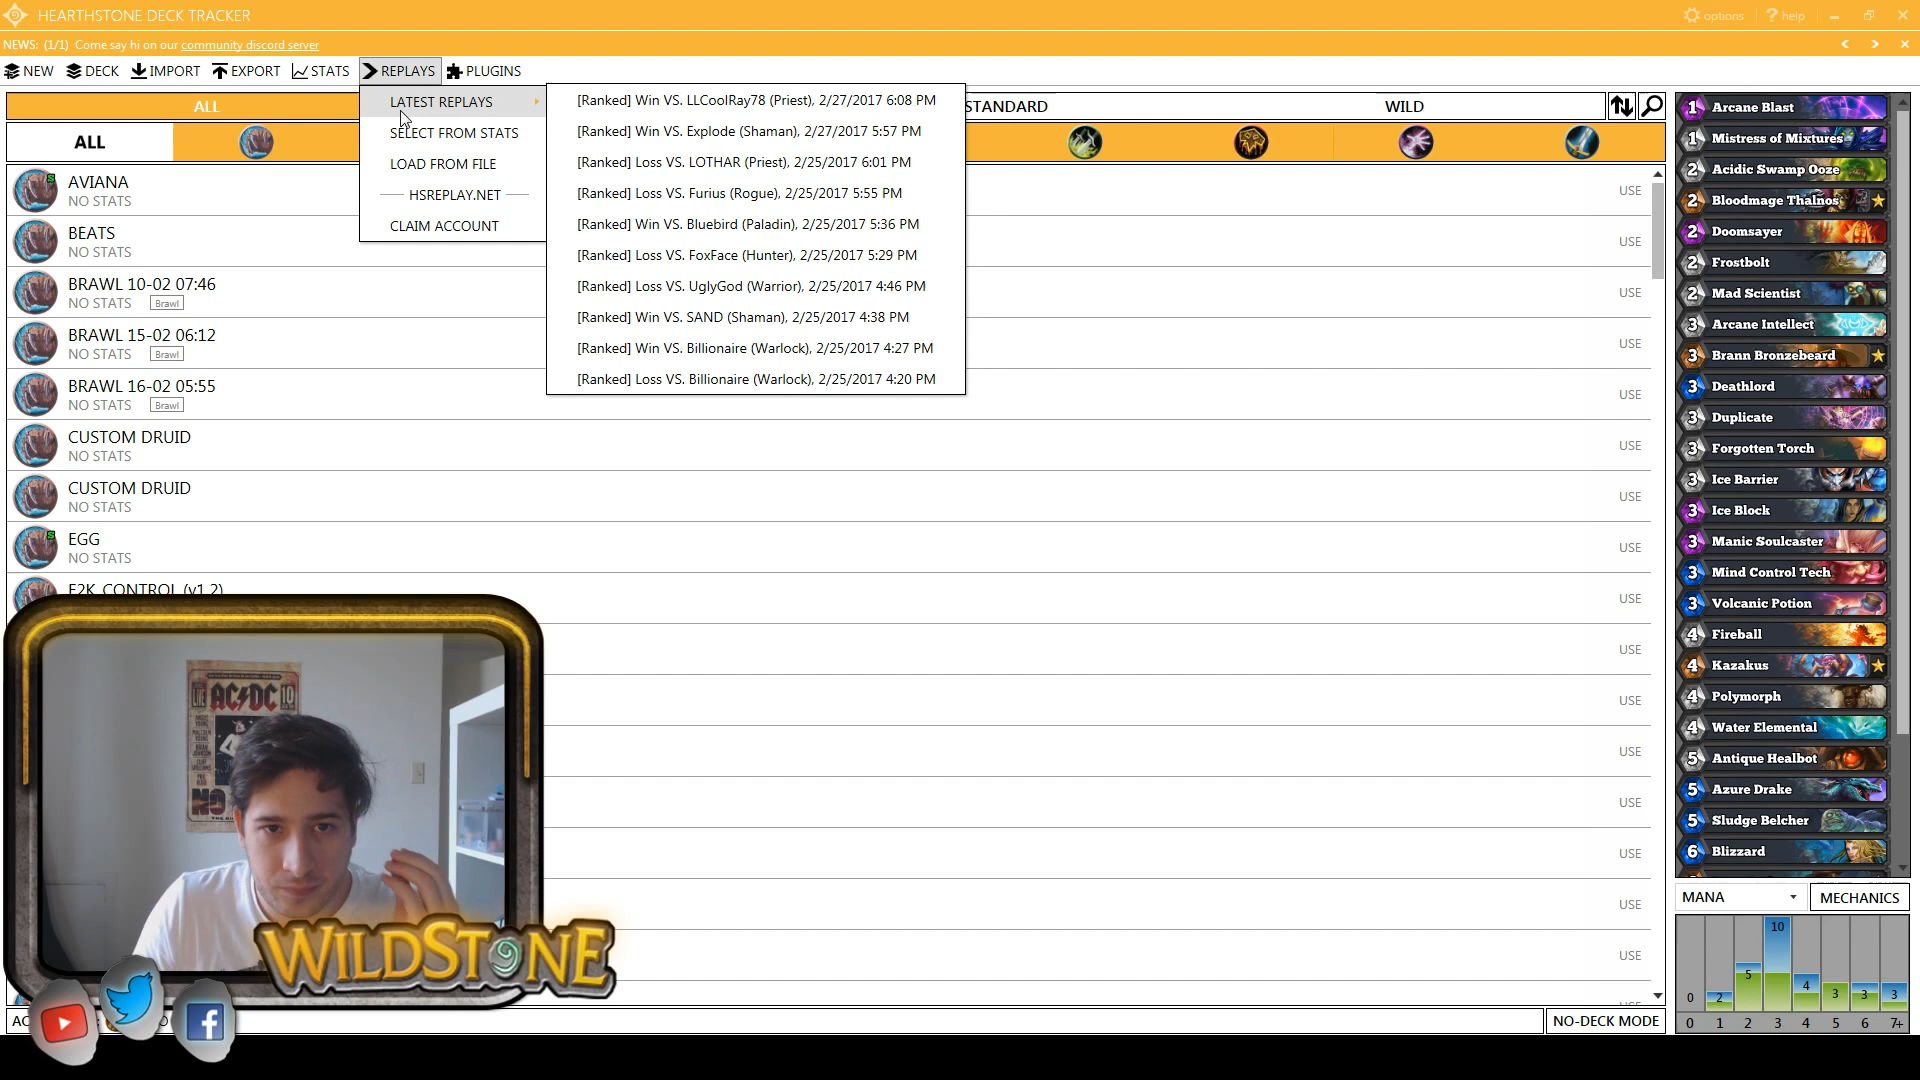 HEARTHSTONE DECK TRACKER
options
? help
NEWS: (1/1) Come say hi on our community discord server
NEW
DECK
IMPORT
EXPORT
STATS
REPLAYS
PLUGINS
ALL
STANDARD
WILD
ALL
LATEST REPLAYS
SELECT FROM STATS
LOAD FROM FILE
HSREPLAY.NET
CLAIM ACCOUNT
[Ranked] Win VS. LLCoolRay78 (Priest), 2/27/2017 6:08 PM
[Ranked] Win VS. Explode (Shaman), 2/27/2017 5:57 PM
[Ranked] Loss VS. LOTHAR (Priest), 2/25/2017 6:01 PM
[Ranked] Loss VS. Furius (Rogue), 2/25/2017 5:55 PM
[Ranked] Win VS. Bluebird (Paladin), 2/25/2017 5:36 PM
[Ranked] Loss VS. FoxFace (Hunter), 2/25/2017 5:29 PM
[Ranked] Loss VS. UglyGod (Warrior), 2/25/2017 4:46 PM
[Ranked] Win VS. SAND (Shaman), 2/25/2017 4:38 PM
[Ranked] Win VS. Billionaire (Warlock), 2/25/2017 4:27 PM
[Ranked] Loss VS. Billionaire (Warlock), 2/25/2017 4:20 PM
AVIANA
NO STATS
USE
BEATS
NO STATS
USE
BRAWL 10-02 07:46
NO STATS Brawl
USE
BRAWL 15-02 06:12
NO STATS Brawl
USE
BRAWL 16-02 05:55
NO STATS Brawl
USE
CUSTOM DRUID
NO STATS
USE
CUSTOM DRUID
NO STATS
USE
EGG
NO STATS
USE
F2K CONTROL (v1.2)
USE
USE
USE
USE
USE
USE
USE
USE
1 Arcane Blast
1 Mistress of Mixtures
2 Acidic Swamp Ooze
2 Bloodmage Thalnos
2 Doomsayer
2 Frostbolt
2 Mad Scientist
3 Arcane Intellect
3 Brann Bronzebeard
3 Deathlord
3 Duplicate
3 Forgotten Torch
3 Ice Barrier
3 Ice Block
3 Manic Soulcaster
3 Mind Control Tech
3 Volcanic Potion
4 Fireball
4 Kazakus
4 Polymorph
4 Water Elemental
5 Antique Healbot
5 Azure Drake
5 Sludge Belcher
6 Blizzard
MANA
MECHANICS
0 2 5 10 4 3 3 3
0 1 2 3 4 5 6 7+
AC/DC
NO
WILDSTONE
AC
NO-DECK MODE